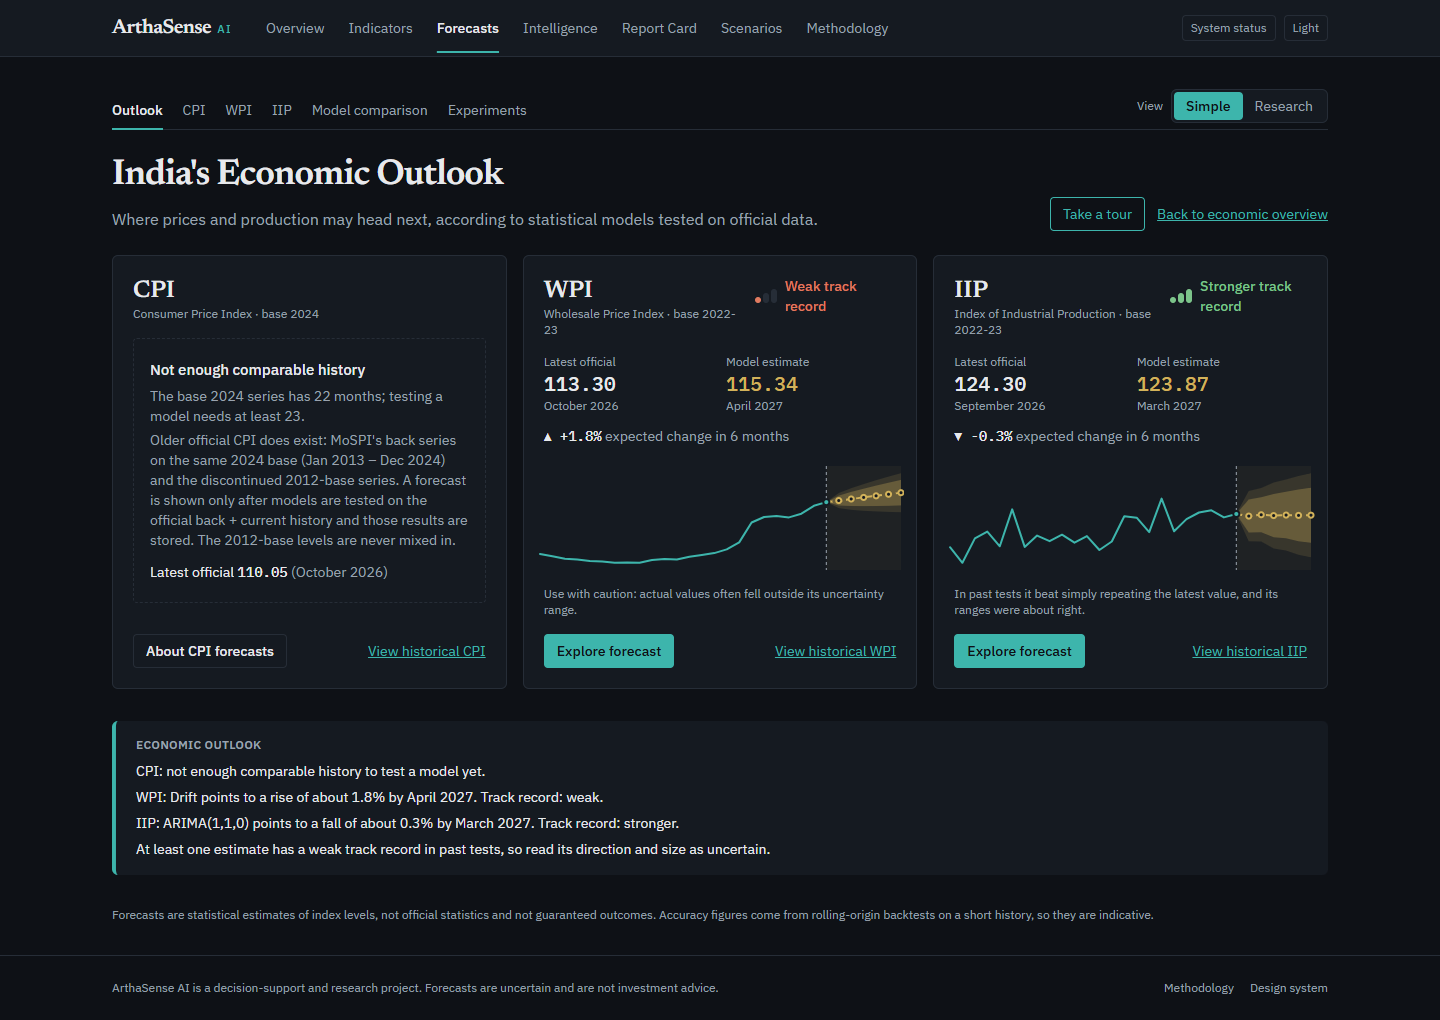 ArthaSense AI
Overview
Indicators
Forecasts
Intelligence
Report Card
Scenarios
Methodology
System status
Light
Outlook
CPI
WPI
IIP
Model comparison
Experiments
View
Simple
Research
India's Economic Outlook
Where prices and production may head next, according to statistical models tested on official data.
Take a tour
Back to economic overview
CPI
Consumer Price Index · base 2024
Not enough comparable history
The base 2024 series has 22 months; testing a
model needs at least 23.
Older official CPI does exist: MoSPI's back series
on the same 2024 base (Jan 2013 – Dec 2024)
and the discontinued 2012-base series. A forecast
is shown only after models are tested on the
official back + current history and those results are
stored. The 2012-base levels are never mixed in.
Latest official 110.05 (October 2026)
About CPI forecasts
View historical CPI
WPI
Wholesale Price Index · base 2022-
23
Weak track
record
Latest official
113.30
October 2026
Model estimate
115.34
April 2027
▲ +1.8% expected change in 6 months
Use with caution: actual values often fell outside its uncertainty
range.
Explore forecast
View historical WPI
IIP
Index of Industrial Production · base
2022-23
Stronger track
record
Latest official
124.30
September 2026
Model estimate
123.87
March 2027
▼ -0.3% expected change in 6 months
In past tests it beat simply repeating the latest value, and its
ranges were about right.
Explore forecast
View historical IIP
ECONOMIC OUTLOOK
CPI: not enough comparable history to test a model yet.
WPI: Drift points to a rise of about 1.8% by April 2027. Track record: weak.
IIP: ARIMA(1,1,0) points to a fall of about 0.3% by March 2027. Track record: stronger.
At least one estimate has a weak track record in past tests, so read its direction and size as uncertain.
Forecasts are statistical estimates of index levels, not official statistics and not guaranteed outcomes. Accuracy figures come from rolling-origin backtests on a short history, so they are indicative.
ArthaSense AI is a decision-support and research project. Forecasts are uncertain and are not investment advice.
Methodology
Design system